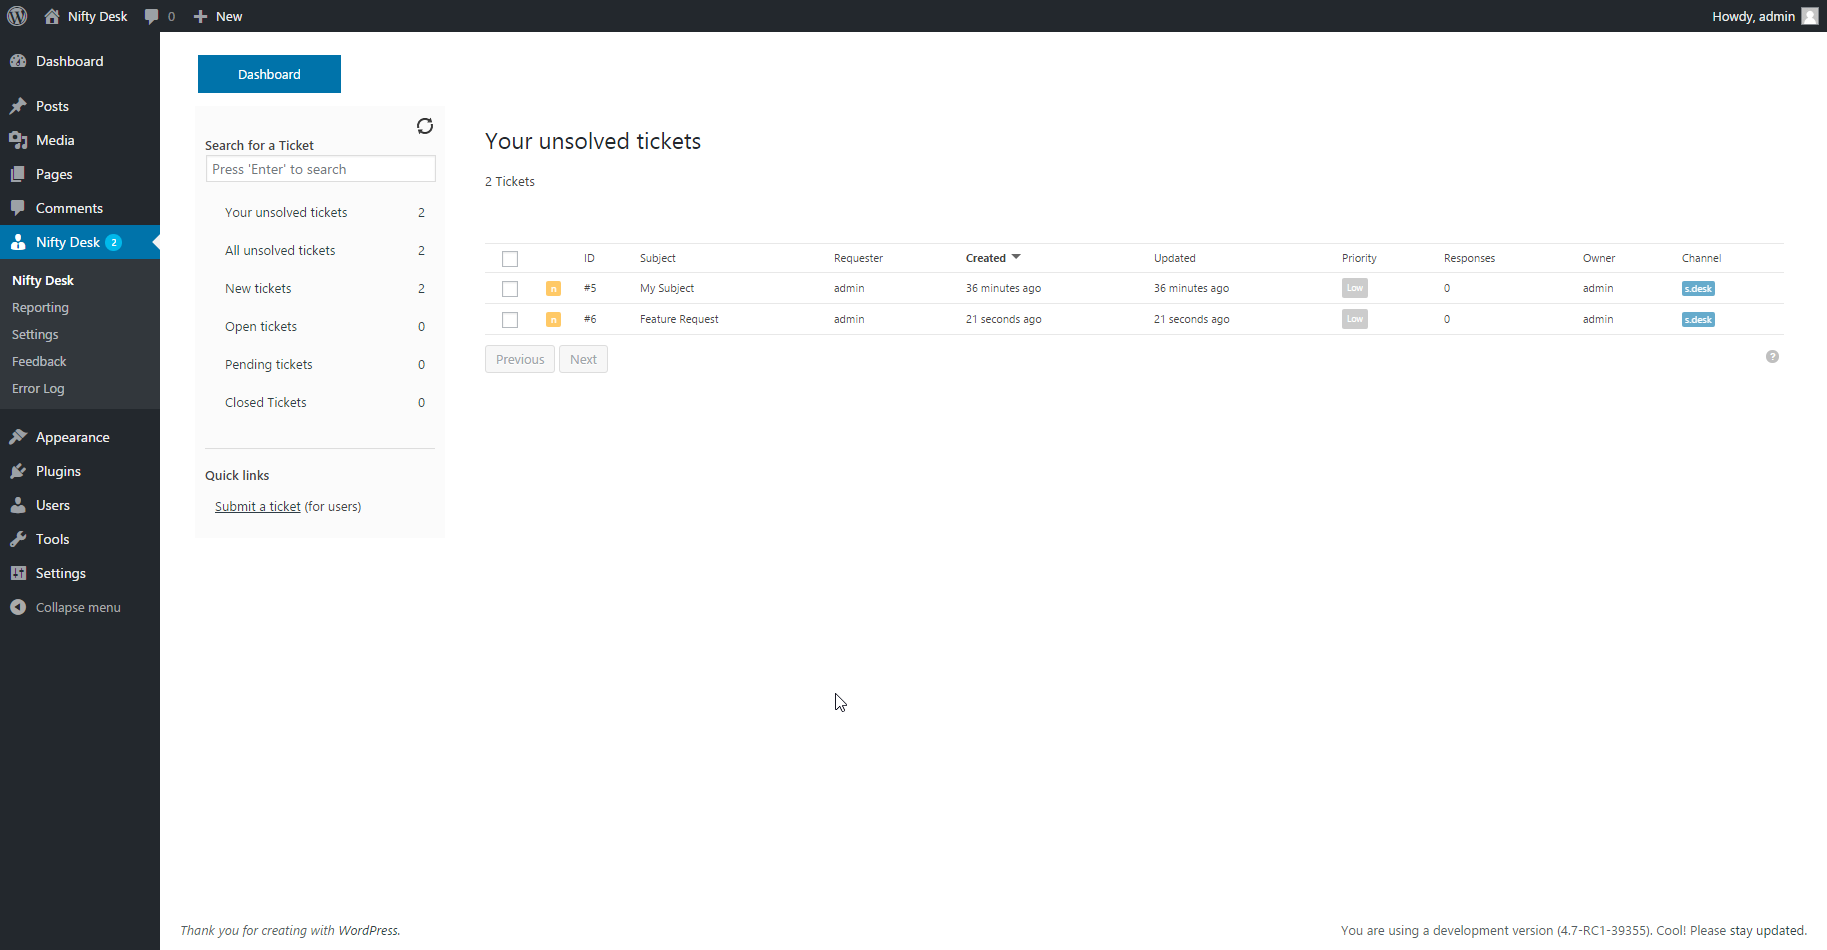 Nifty Desk 0 New Howdy, admin
Dashboard
Posts
Media
Pages
Comments
Nifty Desk 2
Nifty Desk
Reporting
Settings
Feedback
Error Log
Appearance
Plugins
Users
Tools
Settings
Collapse menu
Dashboard
Search for a Ticket
Press 'Enter' to search
Your unsolved tickets 2
All unsolved tickets 2
New tickets 2
Open tickets 0
Pending tickets 0
Closed Tickets 0
Quick links
Submit a ticket (for users)
Your unsolved tickets
2 Tickets
ID Subject Requester Created Updated Priority Responses Owner Channel
n #5 My Subject admin 36 minutes ago 36 minutes ago Low 0 admin s.desk
n #6 Feature Request admin 21 seconds ago 21 seconds ago Low 0 admin s.desk
Previous Next ?
Thank you for creating with WordPress.
You are using a development version (4.7-RC1-39355). Cool! Please stay updated.